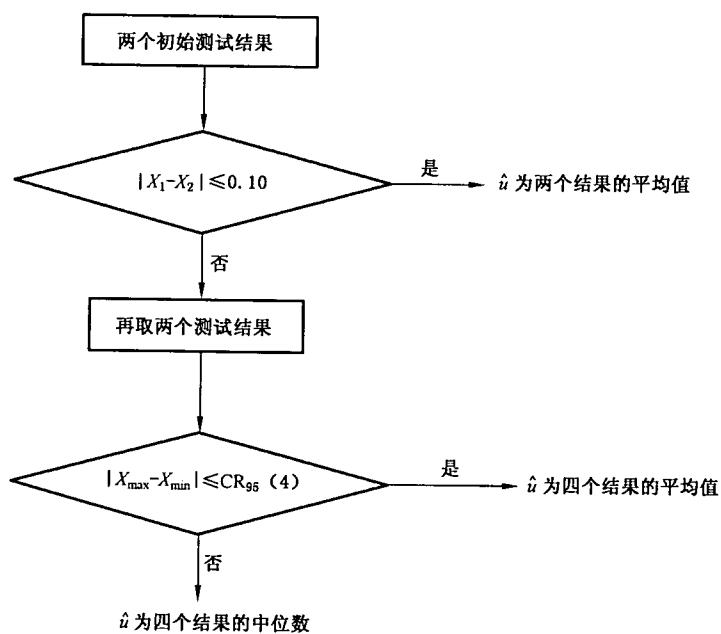 两个初始测试结果
|X₁-X₂|≤0.10
是
û 为两个结果的平均值
否
再取两个测试结果
|Xmax-Xmin|≤CR₉₅ (4)
是
û 为四个结果的平均值
否
û 为四个结果的中位数